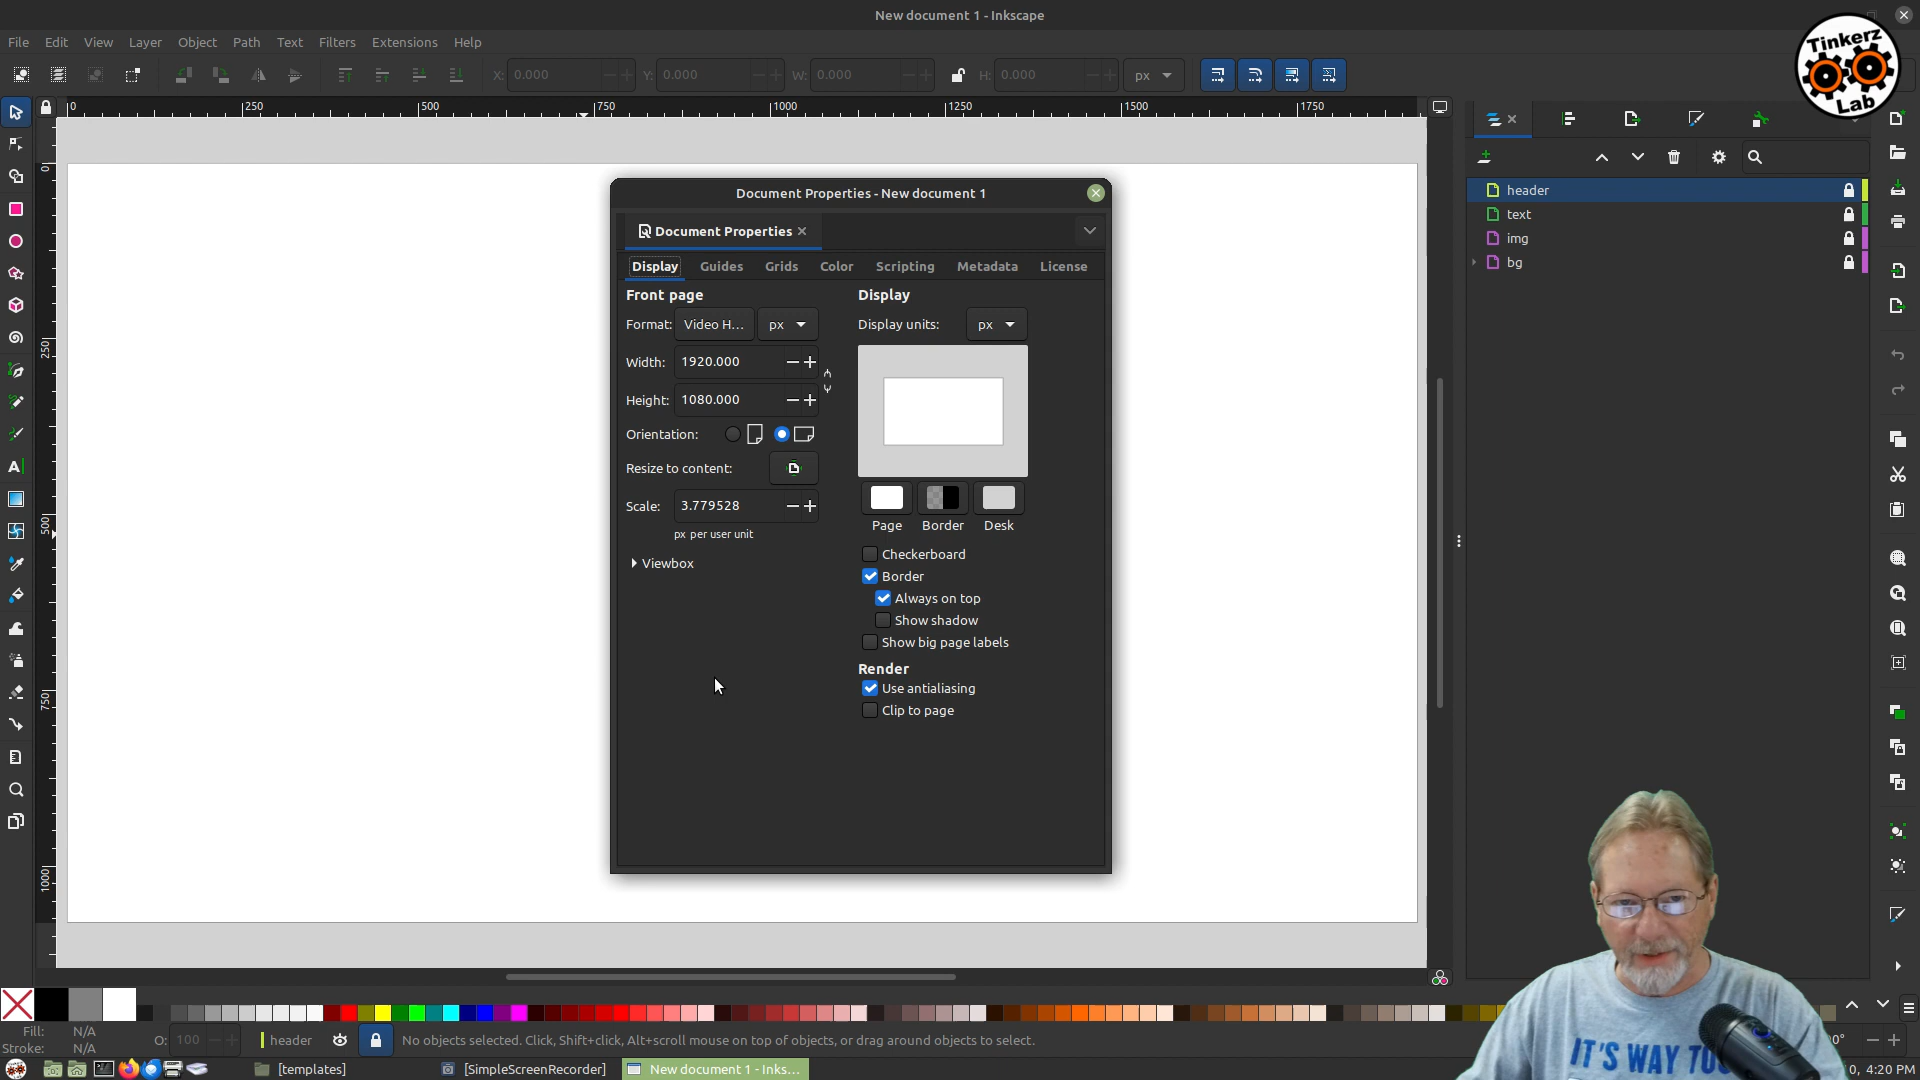 New document 1 - Inkscape
File Edit View Layer Object Path Text Filters Extensions Help
X: 0.000 Y: 0.000 W: 0.000 H: 0.000 px
Tinkerz
Lab
0 250 500 750 1000 1250 1500 1750
0
250
500
750
1000
Document Properties - New document 1
Document Properties
Display Guides Grids Color Scripting Metadata License
Front page
Format: Video H... px
Width: 1920.000
Height: 1080.000
Orientation:
Resize to content:
Scale: 3.779528
px per user unit
Viewbox
Display
Display units: px
Page Border Desk
Checkerboard
Border
Always on top
Show shadow
Show big page labels
Render
Use antialiasing
Clip to page
header
text
img
bg
Fill: N/A
Stroke: N/A
O: 100
header
No objects selected. Click, Shift+click, Alt+scroll mouse on top of objects, or drag around objects to select.
IT'S WAY
[templates]
[SimpleScreenRecorder]
New document 1 - Inks...
4:20 PM